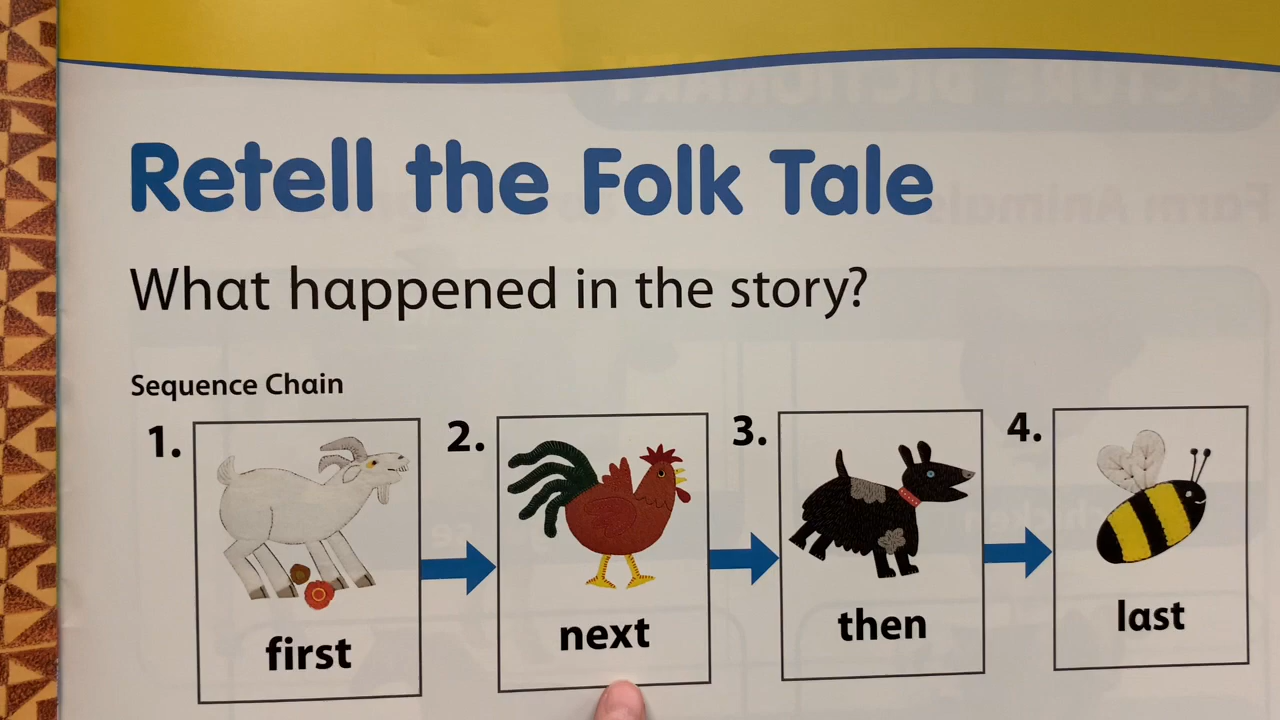 Retell the Folk Tale
What happened in the story?
Sequence Chain
1. 2. 3. 4.
first next then last